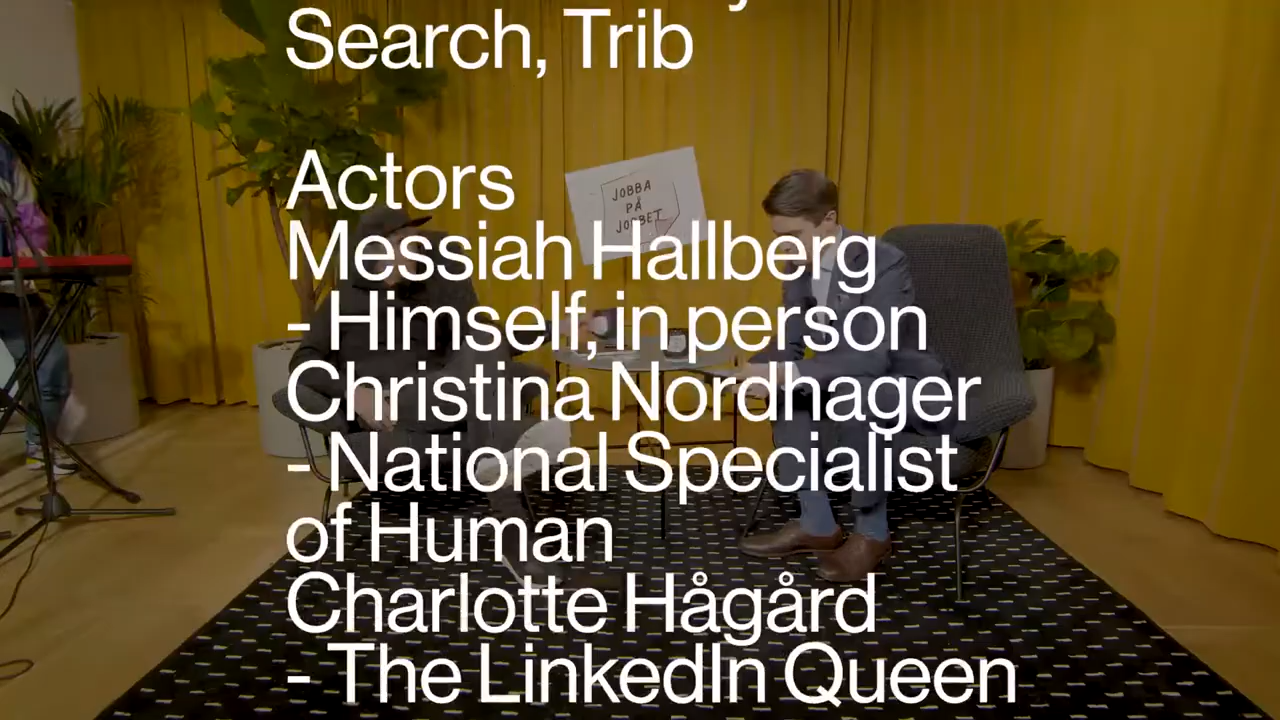 Search, Trib
Actors
Messiah Hallberg
- Himself, in person
Christina Nordhager
- National Specialist
of Human
Charlotte Hågård
- The LinkedIn Queen
JOBBA
PÅ
JOBBET